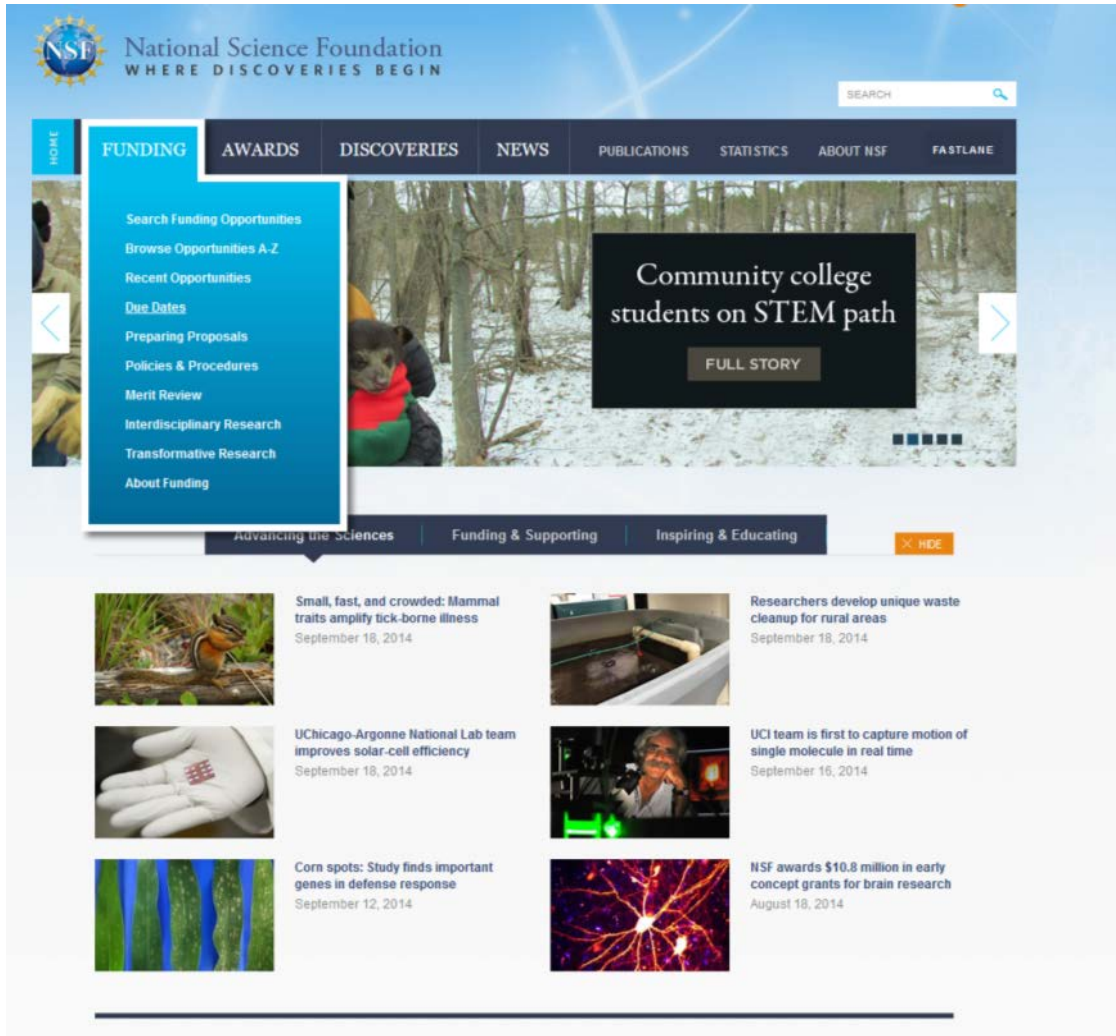 NSF
National Science Foundation
WHERE DISCOVERIES BEGIN
SEARCH
HOME
FUNDING
AWARDS
DISCOVERIES
NEWS
PUBLICATIONS
STATISTICS
ABOUT NSF
FASTLANE
Search Funding Opportunities
Browse Opportunities A-Z
Recent Opportunities
Due Dates
Preparing Proposals
Policies & Procedures
Merit Review
Interdisciplinary Research
Transformative Research
About Funding
Community college
students on STEM path
FULL STORY
Advancing the Sciences
Funding & Supporting
Inspiring & Educating
HIDE
Small, fast, and crowded: Mammal
traits amplify tick-borne illness
September 18, 2014
Researchers develop unique waste
cleanup for rural areas
September 18, 2014
UChicago-Argonne National Lab team
improves solar-cell efficiency
September 18, 2014
UCI team is first to capture motion of
single molecule in real time
September 16, 2014
Corn spots: Study finds important
genes in defense response
September 12, 2014
NSF awards $10.8 million in early
concept grants for brain research
August 18, 2014